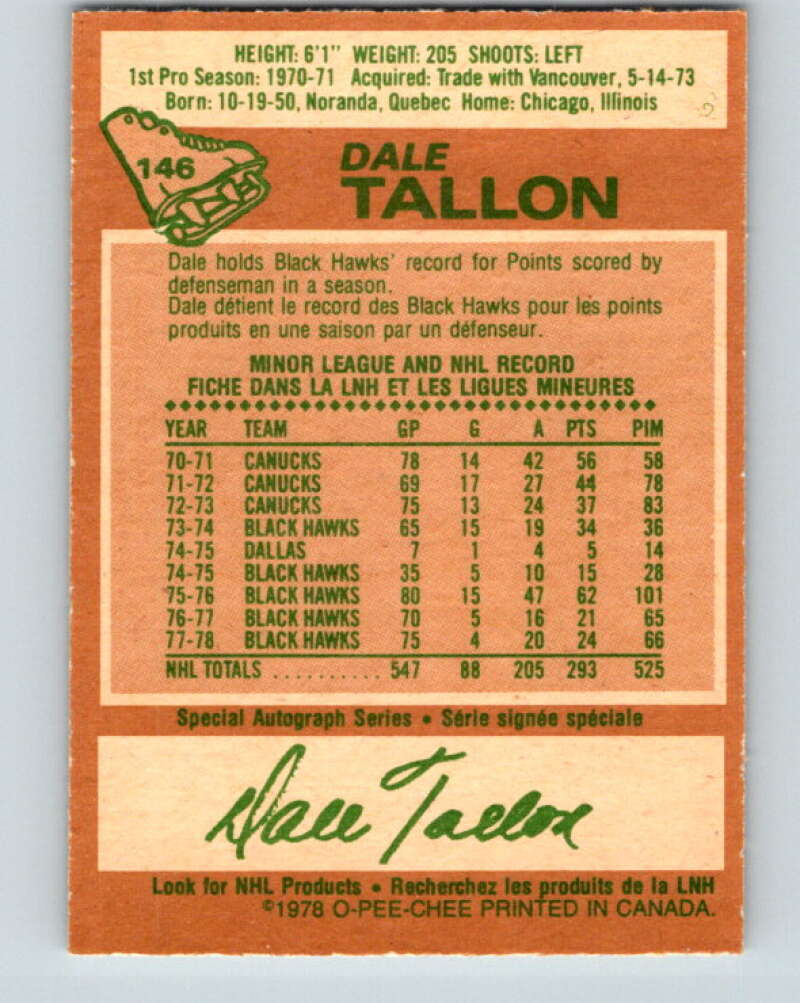 HEIGHT: 6'1" WEIGHT: 205 SHOOTS: LEFT
1st Pro Season: 1970-71 Acquired: Trade with Vancouver, 5-14-73
Born: 10-19-50, Noranda, Quebec Home: Chicago, Illinois
146
DALE
TALLON
Dale holds Black Hawks' record for Points scored by
defenseman in a season.
Dale détient le record des Black Hawks pour les points
produits en une saison par un défenseur.
MINOR LEAGUE AND NHL RECORD
FICHE DANS LA LNH ET LES LIGUES MINEURES
YEAR TEAM GP G A PTS PIM
70-71 CANUCKS 78 14 42 56 58
71-72 CANUCKS 69 17 27 44 78
72-73 CANUCKS 75 13 24 37 83
73-74 BLACK HAWKS 65 15 19 34 36
74-75 DALLAS 7 1 4 5 14
74-75 BLACK HAWKS 35 5 10 15 28
75-76 BLACK HAWKS 80 15 47 62 101
76-77 BLACK HAWKS 70 5 16 21 65
77-78 BLACK HAWKS 75 4 20 24 66
NHL TOTALS .......... 547 88 205 293 525
Special Autograph Series • Série signée spéciale
Dale Tallon
Look for NHL Products • Recherchez les produits de la LNH
©1978 O-PEE-CHEE PRINTED IN CANADA.